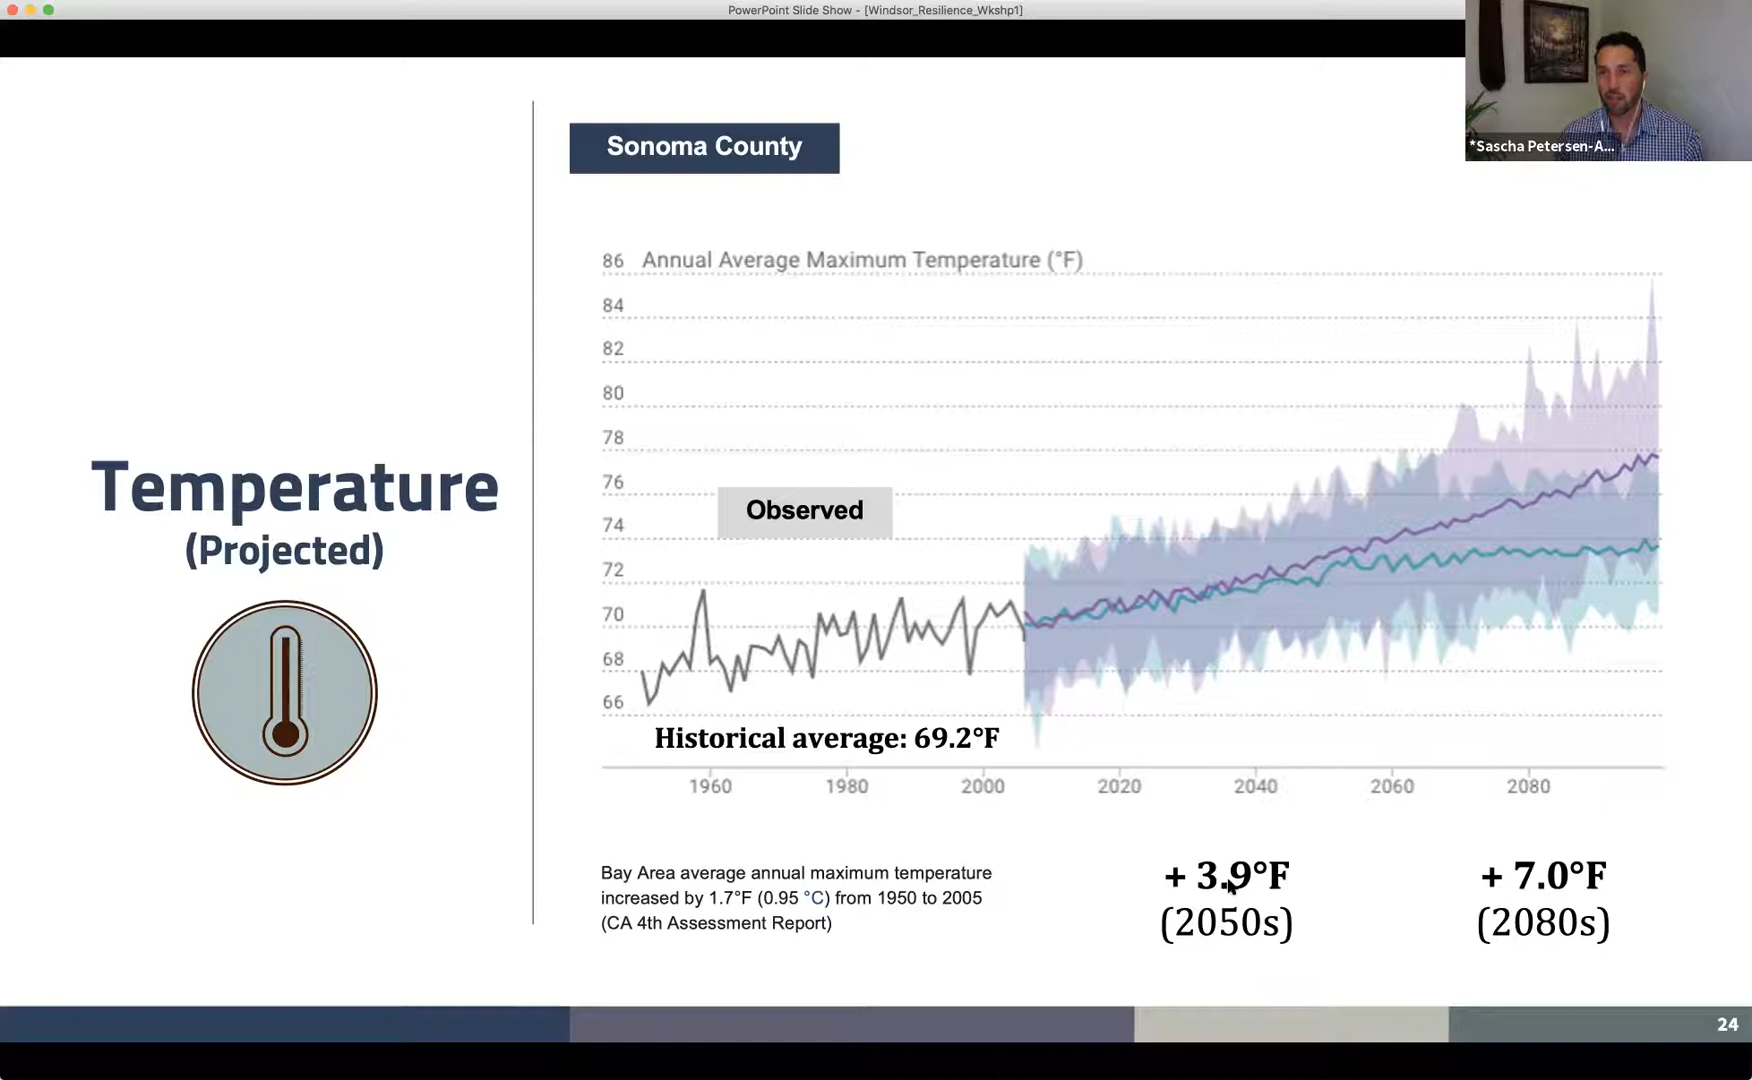 PowerPoint Slide Show - [Windsor_Resilience_Wkshp1]
*Sascha Petersen-A...
Sonoma County
Temperature
(Projected)
86 Annual Average Maximum Temperature (°F)
84
82
80
78
76
74
72
70
68
66
Observed
Historical average: 69.2°F
1960 1980 2000 2020 2040 2060 2080
Bay Area average annual maximum temperature
increased by 1.7°F (0.95 °C) from 1950 to 2005
(CA 4th Assessment Report)
+ 3.9°F
(2050s)
+ 7.0°F
(2080s)
24